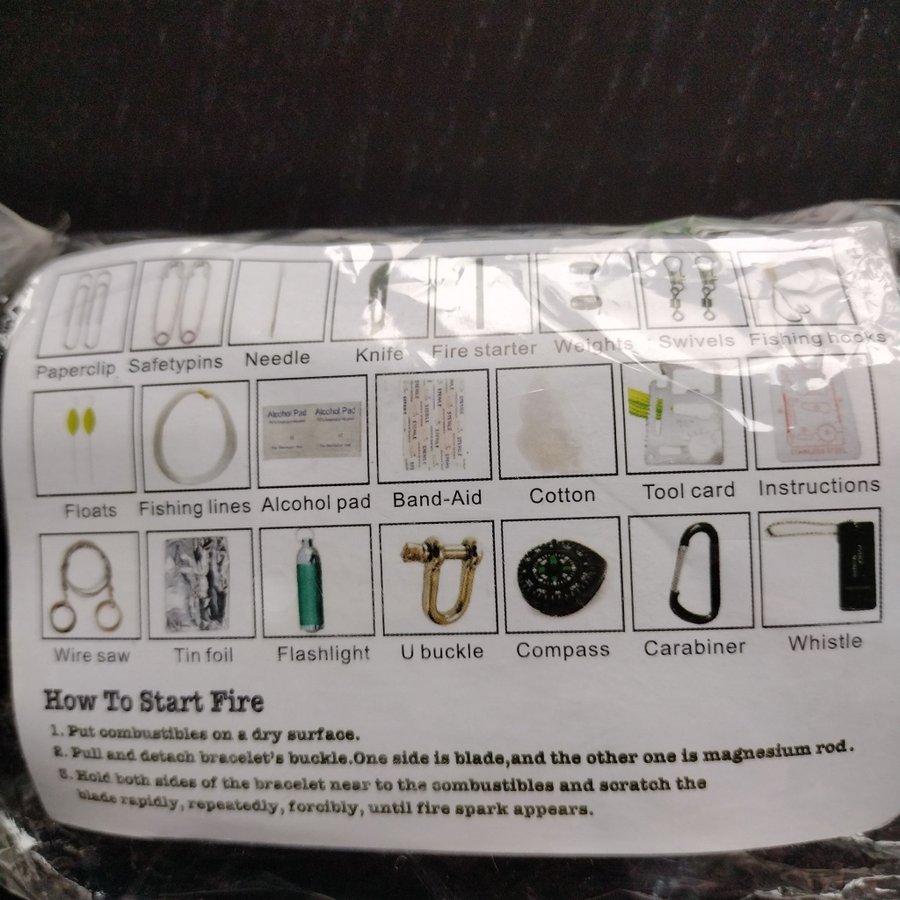 Paperclip Safetypins Needle Knife Fire starter Weights Swivels Fishing hooks
Alcohol Pad Alcohol Pad
Floats Fishing lines Alcohol pad Band-Aid Cotton Tool card Instructions
Wire saw Tin foil Flashlight U buckle Compass Carabiner Whistle
How To Start Fire
1. Put combustibles on a dry surface.
2. Pull and detach bracelet's buckle.One side is blade,and the other one is magnesium rod.
3. Hold both sides of the bracelet near to the combustibles and scratch the
blade rapidly, repeatedly, forcibly, until fire spark appears.